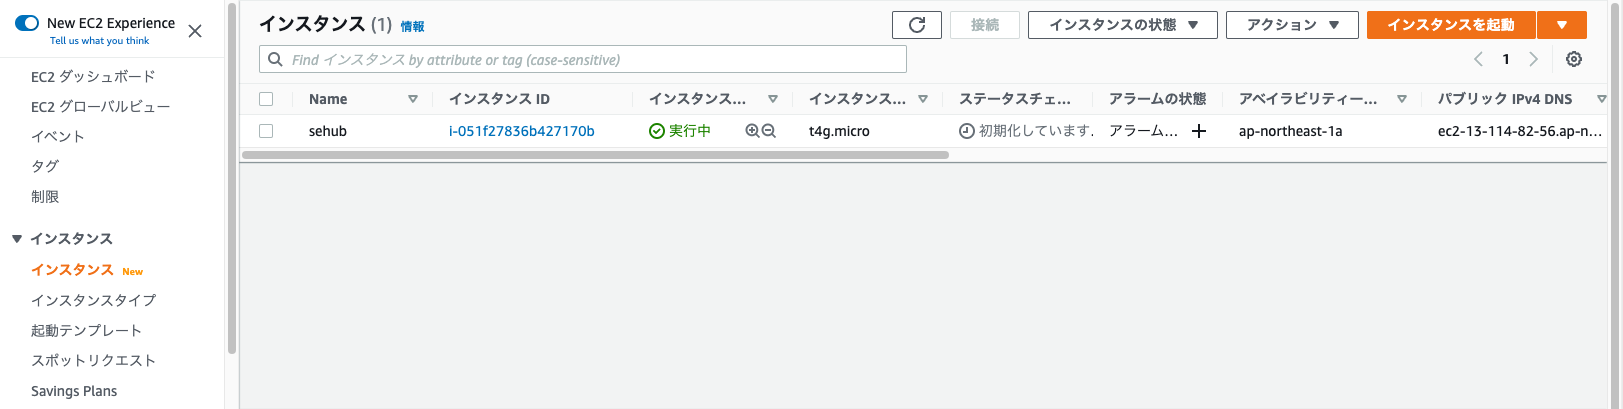 New EC2 Experience
Tell us what you think
EC2 ダッシュボード
EC2 グローバルビュー
イベント
タグ
制限
インスタンス
インスタンス New
インスタンスタイプ
起動テンプレート
スポットリクエスト
Savings Plans
インスタンス (1) 情報
接続
インスタンスの状態
アクション
インスタンスを起動
Find インスタンス by attribute or tag (case-sensitive)
1
Name インスタンス ID インスタンス... インスタンス... ステータスチェ... アラームの状態 アベイラビリティー... パブリック IPv4 DNS
sehub i-051f27836b427170b 実行中 t4g.micro 初期化しています. アラーム... ap-northeast-1a ec2-13-114-82-56.ap-n...